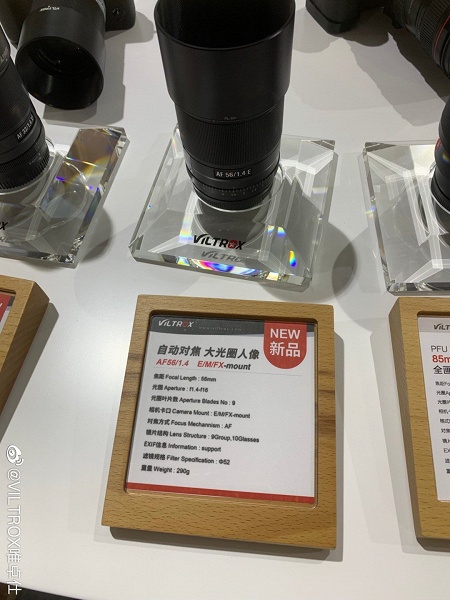 AF 56/1.4 E
VILTROX
VILTROX
VILTROX
NEW
新品
自动对焦 大光圈人像
AF56/1.4 E/M/FX-mount
焦距 Focal Length : 56mm
光圈 Aperture : f1.4-f16
光圈叶片数 Aperture Blades No : 9
相机卡口 Camera Mount : E/M/FX-mount
对焦方式 Focus Machannism : AF
镜片结构 Lens Structure : 9Group,10Glasses
EXIF信息 Information : support
滤镜规格 Filter Specification : Φ52
重量 Weight : 290g
PFU
85m
全画
@VILTROX唯卓仕